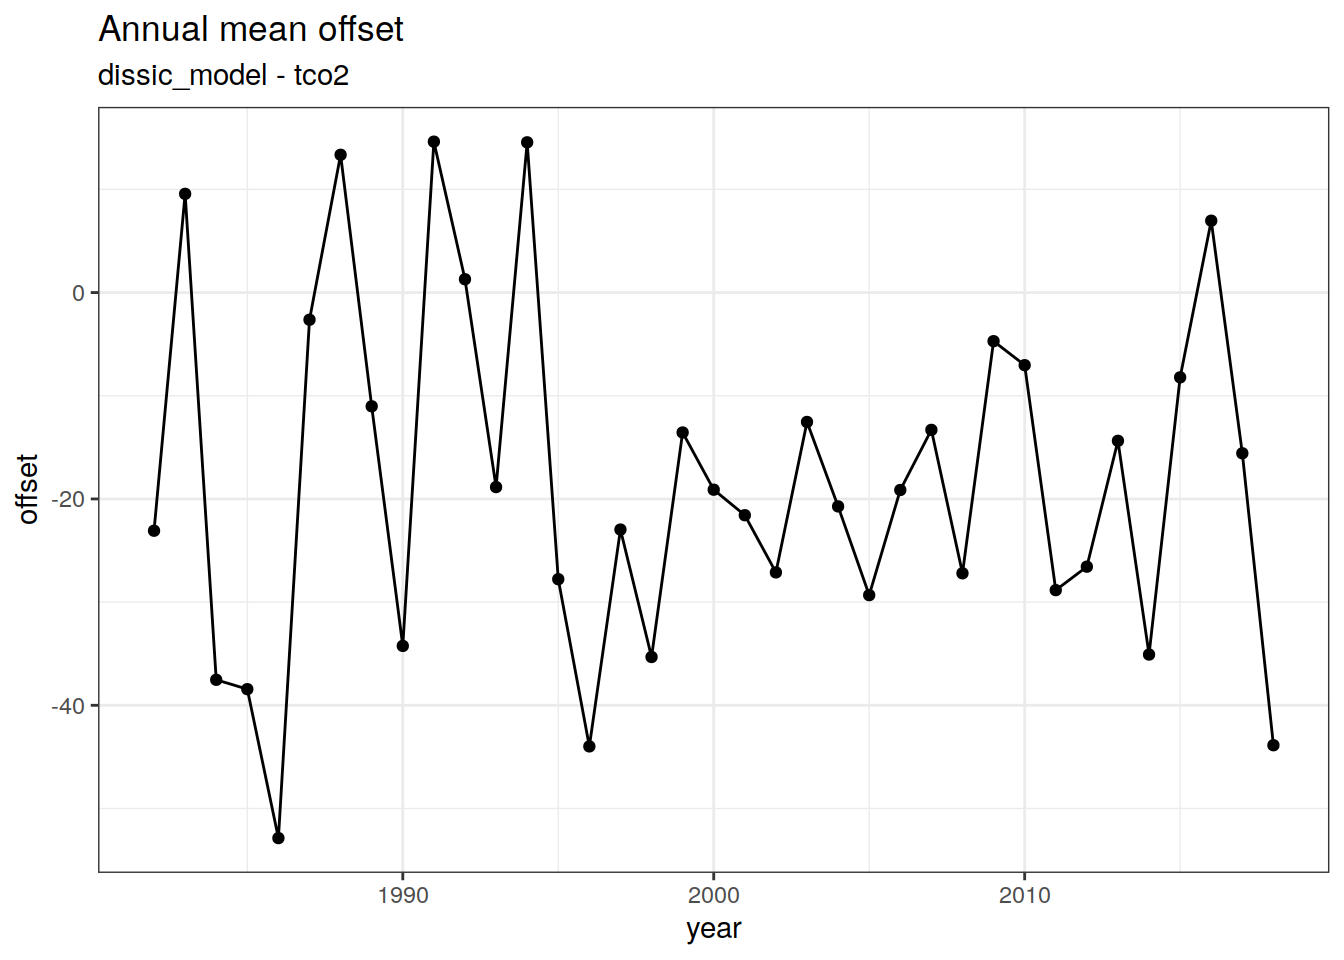 Annual mean offset
dissic_model - tco2
offset
0
-20
-40
1990
2000
2010
year